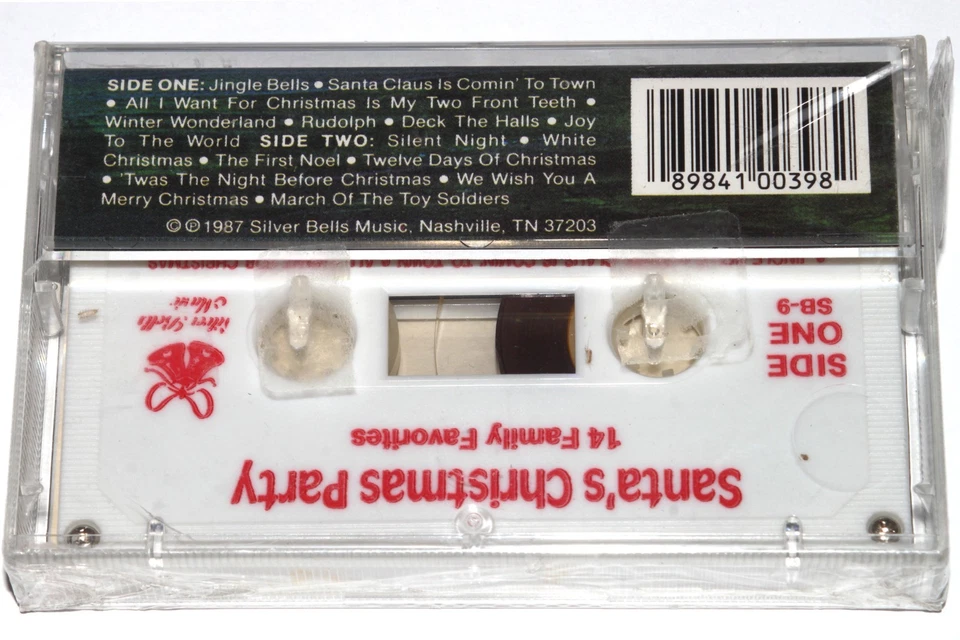 SIDE ONE: Jingle Bells • Santa Claus Is Comin' To Town
• All I Want For Christmas Is My Two Front Teeth •
Winter Wonderland • Rudolph • Deck The Halls • Joy
To The World SIDE TWO: Silent Night • White
Christmas • The First Noel • Twelve Days Of Christmas
• 'Twas The Night Before Christmas • We Wish You A
Merry Christmas • March Of The Toy Soldiers
©℗1987 Silver Bells Music, Nashville, TN 37203
89841 00398
Santa's Christmas Party
14 Family Favorites
SIDE
ONE
SB-9
Silver Bells
Music